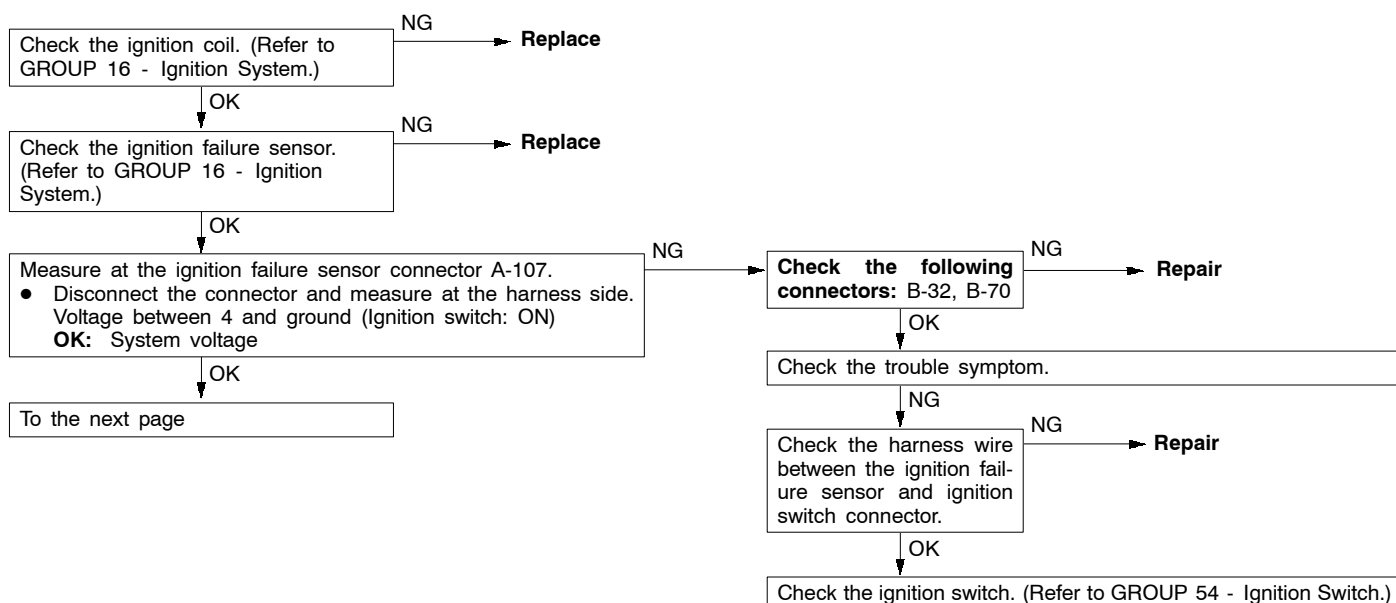 NG
Check the ignition coil. (Refer to
GROUP 16 - Ignition System.)
Replace
OK
NG
Check the ignition failure sensor.
(Refer to GROUP 16 - Ignition
System.)
Replace
OK
NG
Measure at the ignition failure sensor connector A-107.
● Disconnect the connector and measure at the harness side.
Voltage between 4 and ground (Ignition switch: ON)
OK: System voltage
OK
To the next page
NG
Check the following
connectors: B-32, B-70
Repair
OK
Check the trouble symptom.
NG
NG
Check the harness wire
between the ignition fail-
ure sensor and ignition
switch connector.
Repair
OK
Check the ignition switch. (Refer to GROUP 54 - Ignition Switch.)